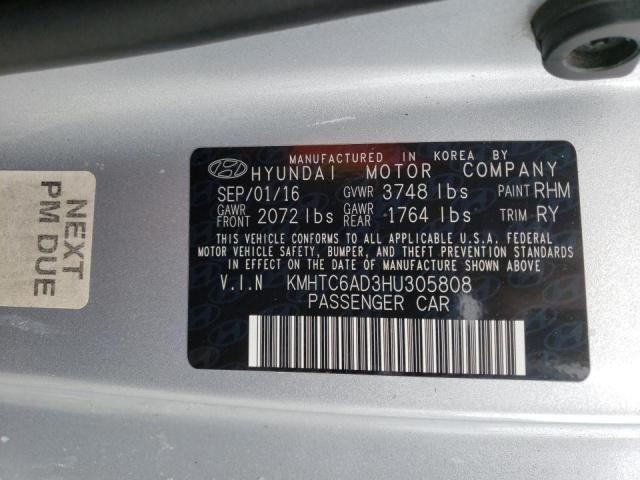 MANUFACTURED IN KOREA BY
HYUNDAI MOTOR COMPANY
SEP/01/16 GVWR 3748 lbs PAINT RHM
GAWR FRONT 2072 lbs GAWR REAR 1764 lbs TRIM RY
THIS VEHICLE CONFORMS TO ALL APPLICABLE U.S.A. FEDERAL
MOTOR VEHICLE SAFETY, BUMPER, AND THEFT PREVENTION STANDARDS
IN EFFECT ON THE DATE OF MANUFACTURE SHOWN ABOVE
V.I.N KMHTC6AD3HU305808
PASSENGER CAR
NEXT
PM DUE